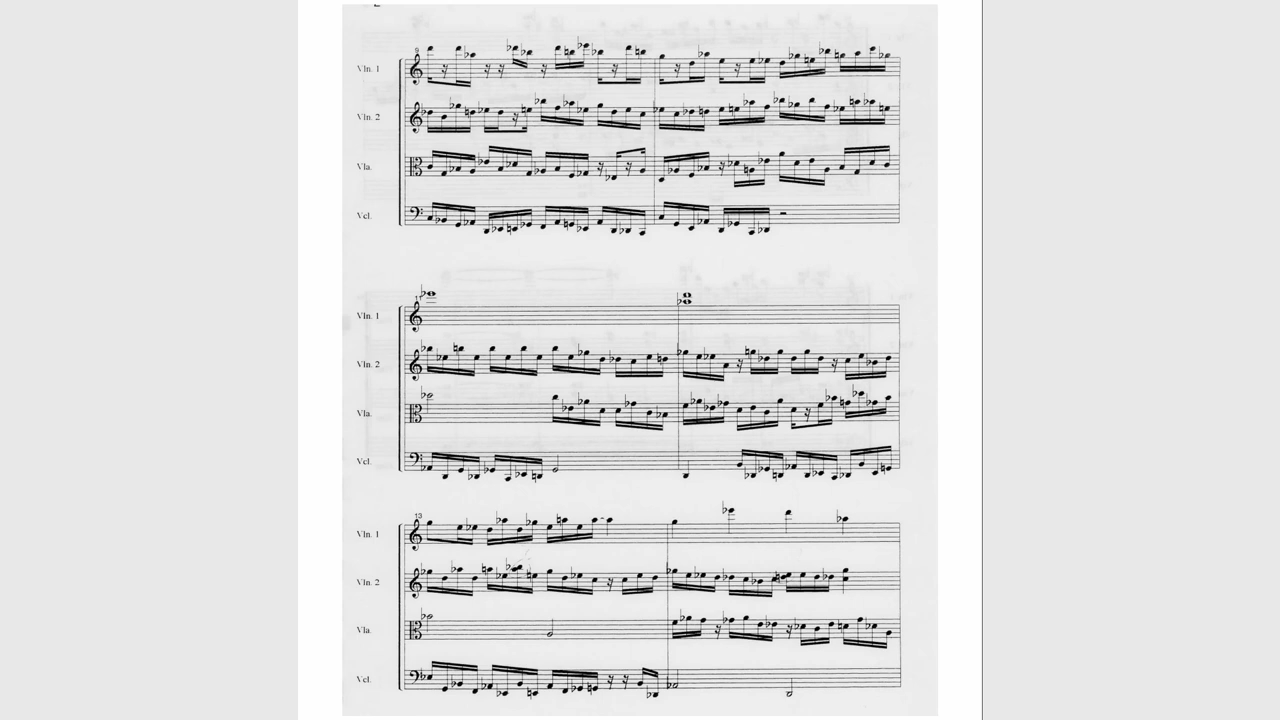 9
Vln. 1
Vln. 2
Vla.
Vcl.
11
Vln. 1
Vln. 2
Vla.
Vcl.
13
Vln. 1
Vln. 2
Vla.
Vcl.